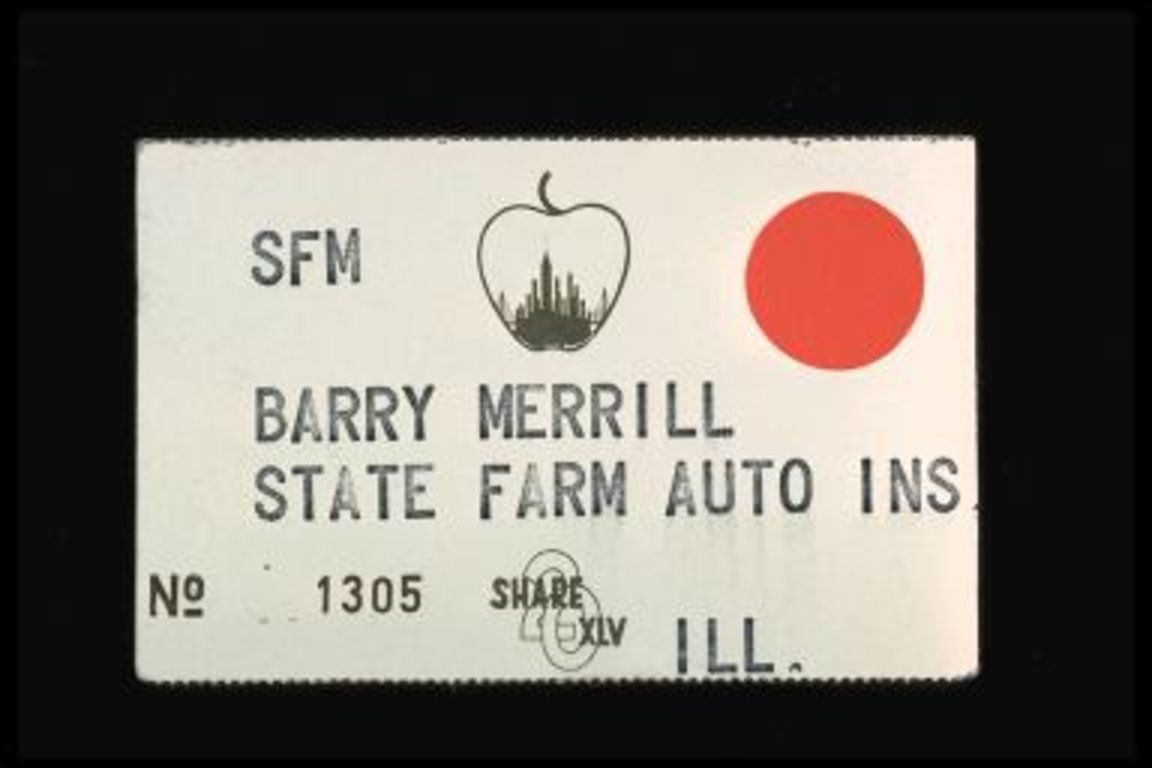 SFM
BARRY MERRILL
STATE FARM AUTO INS.
Nº 1305
SHARE
XLV
ILL.